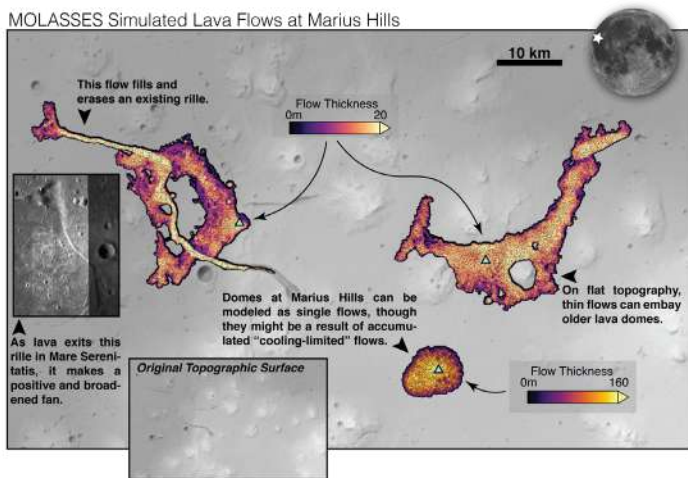 MOLASSES Simulated Lava Flows at Marius Hills
10 km
This flow fills and
erases an existing rille.
Flow Thickness
0m
20
As lava exits this
rille in Mare Sereni-
tatis, it makes a
positive and broad-
ened fan.
Domes at Marius Hills can be
modeled as single flows, though
they might be a result of accumu-
lated “cooling-limited” flows.
On flat topography,
thin flows can embay
older lava domes.
Original Topographic Surface
Flow Thickness
0m
160